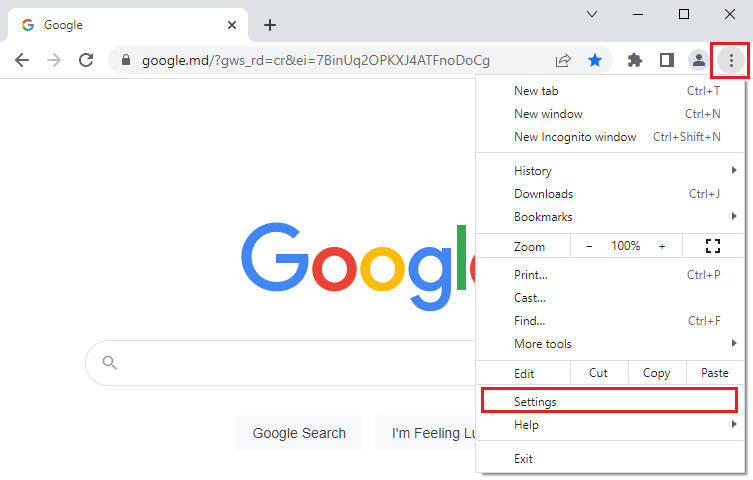 Google
google.md/?gws_rd=cr&ei=7BinUq2OPKXJ4ATFnoDoCg
New tab Ctrl+T
New window Ctrl+N
New Incognito window Ctrl+Shift+N
History
Downloads Ctrl+J
Bookmarks
Zoom − 100% +
Print... Ctrl+P
Cast...
Find... Ctrl+F
More tools
Edit Cut Copy Paste
Settings
Help
Exit
Google
Google Search I'm Feeling Lu